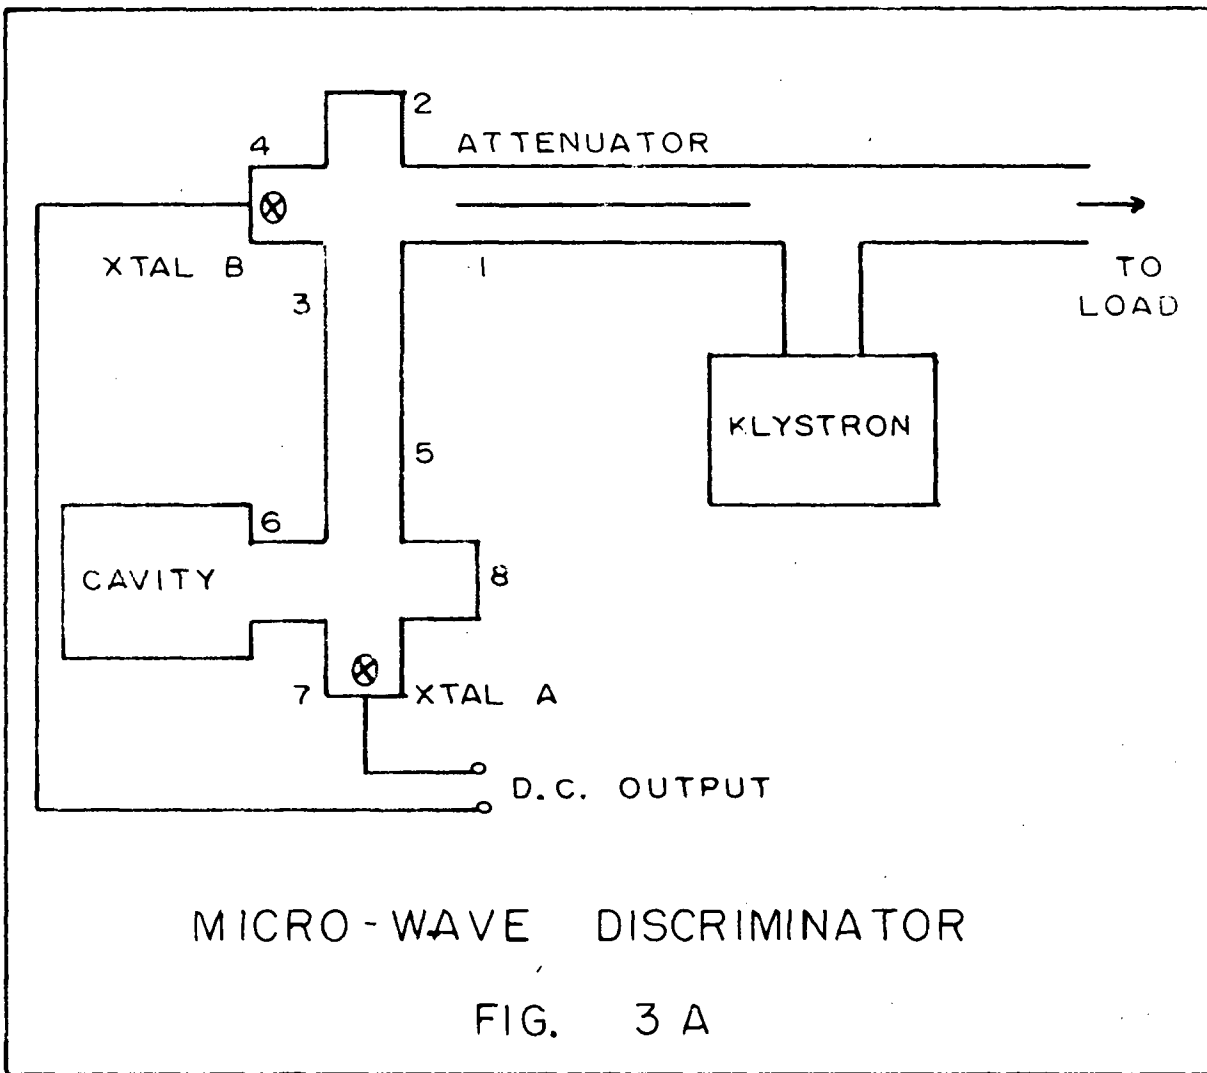 2
4
ATTENUATOR
XTAL B
1
TO
LOAD
3
KLYSTRON
5
6
CAVITY
8
7
XTAL A
D.C. OUTPUT
MICRO-WAVE DISCRIMINATOR
FIG. 3 A